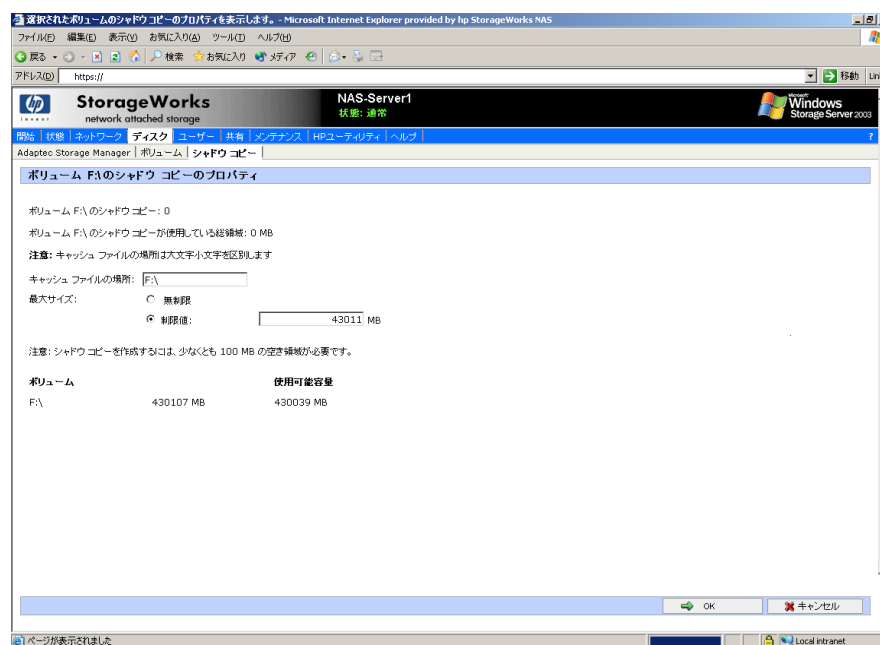 選択されたボリュームのシャドウ コピーのプロパティを表示します。 - Microsoft Internet Explorer provided by hp StorageWorks NAS
ファイル(F) 編集(E) 表示(V) お気に入り(A) ツール(T) ヘルプ(H)
戻る 検索 お気に入り メディア
アドレス(D) https:// 移動 Lin
hp invent StorageWorks NAS-Server1 Microsoft Windows
network attached storage 状態: 通常 Storage Server 2003
開始 状態 ネットワーク ディスク ユーザー 共有 メンテナンス HPユーティリティ ヘルプ ?
Adaptec Storage Manager ボリューム シャドウ コピー
ボリューム F:\のシャドウ コピーのプロパティ
ボリューム F:\ のシャドウ コピー: 0
ボリューム F:\ のシャドウ コピーが使用している総領域: 0 MB
注意: キャッシュ ファイルの場所は大文字小文字を区別します
キャッシュ ファイルの場所: F:\
最大サイズ: 無制限
制限値: 43011 MB
注意: シャドウ コピーを作成するには、少なくとも 100 MB の空き領域が必要です。
ボリューム 使用可能容量
F:\ 430107 MB 430039 MB
OK キャンセル
ページが表示されました Local intranet